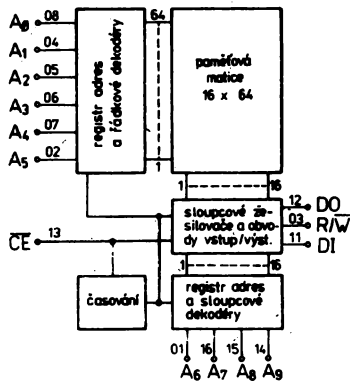 A0 08
A1 04
A2 05
A3 06
A4 07
A5 02
registr adres
a řádkové dekodéry
64
1
paměťová
matice
16 x 64
1
16
sloupcové ze-
silovače a obvo-
dy vstup/výst.
12 DO
03 R/W̅
11 DI
C̅E̅ 13
1
16
časování
registr adres
a sloupcové
dekodéry
01 16 15 14
A6 A7 A8 A9